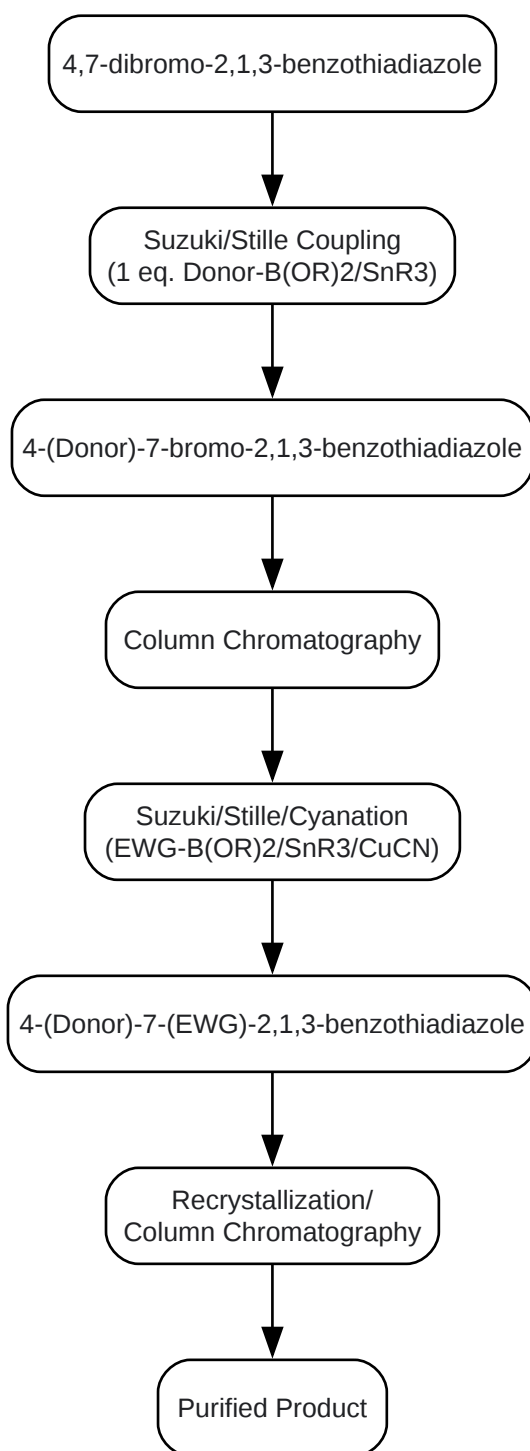 4,7-dibromo-2,1,3-benzothiadiazole
Suzuki/Stille Coupling
(1 eq. Donor-B(OR)2/SnR3)
4-(Donor)-7-bromo-2,1,3-benzothiadiazole
Column Chromatography
Suzuki/Stille/Cyanation
(EWG-B(OR)2/SnR3/CuCN)
4-(Donor)-7-(EWG)-2,1,3-benzothiadiazole
Recrystallization/
Column Chromatography
Purified Product